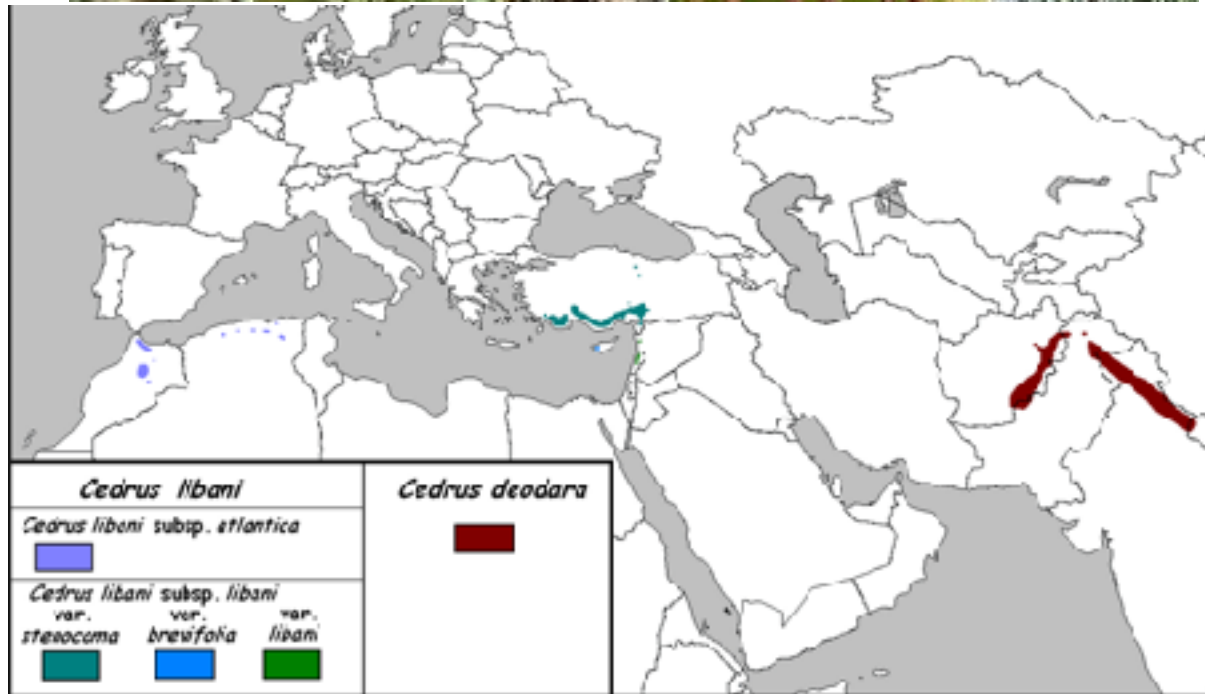 Cedrus libani
Cedrus deodara
Cedrus libani subsp. atlantica
Cedrus libani subsp. libani
var. stenocoma
var. brevifolia
var. libani